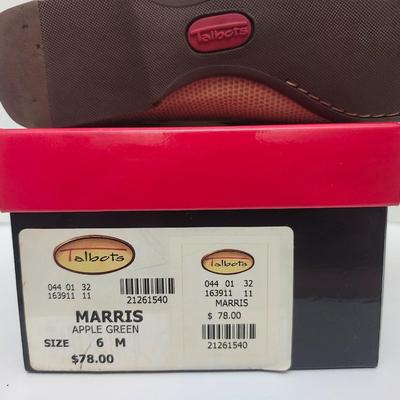 Talbots
Talbots
044 01 32
163911 11
21261540
MARRIS
APPLE GREEN
SIZE 6 M
$78.00
Talbots
044 01 32
163911 11
MARRIS
$ 78.00
21261540